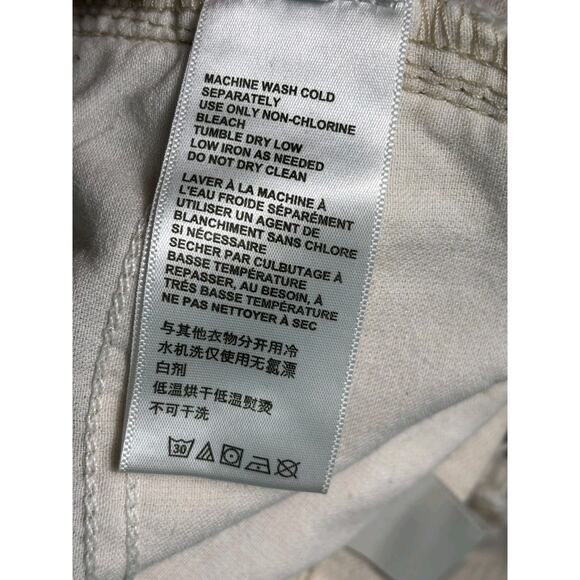 MACHINE WASH COLD
SEPARATELY
USE ONLY NON-CHLORINE
BLEACH
TUMBLE DRY LOW
LOW IRON AS NEEDED
DO NOT DRY CLEAN
LAVER À LA MACHINE À
L'EAU FROIDE SÉPARÉMENT
UTILISER UN AGENT DE
BLANCHIMENT SANS CHLORE
SI NÉCESSAIRE
SECHER PAR CULBUTAGE À
BASSE TEMPÉRATURE
REPASSER, AU BESOIN, À
TRÉS BASSE TEMPÉRATURE
NE PAS NETTOYER À SEC
与其他衣物分开用冷
水机洗仅使用无氯漂
白剂
低温烘干低温熨烫
不可干洗
30